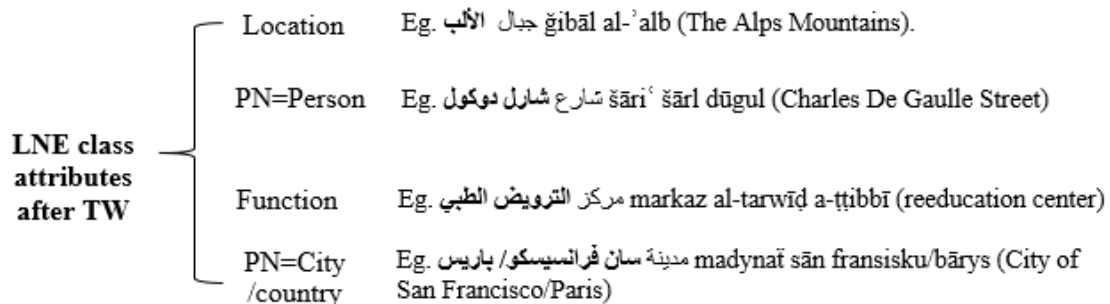 Location Eg. جبال الألب ğibāl al-ʾalb (The Alps Mountains).
PN=Person Eg. شارع شارل دوكول šāriʿ šārl dūgul (Charles De Gaulle Street)
LNE class
attributes
after TW
Function Eg. مركز الترويض الطبي markaz al-tarwīḍ a-ṭṭibbī (reeducation center)
PN=City
/country
Eg. مدينة سان ڨرانسيسكو/ باريس madynaẗ sān fransisku/bārys (City of
San Francisco/Paris)